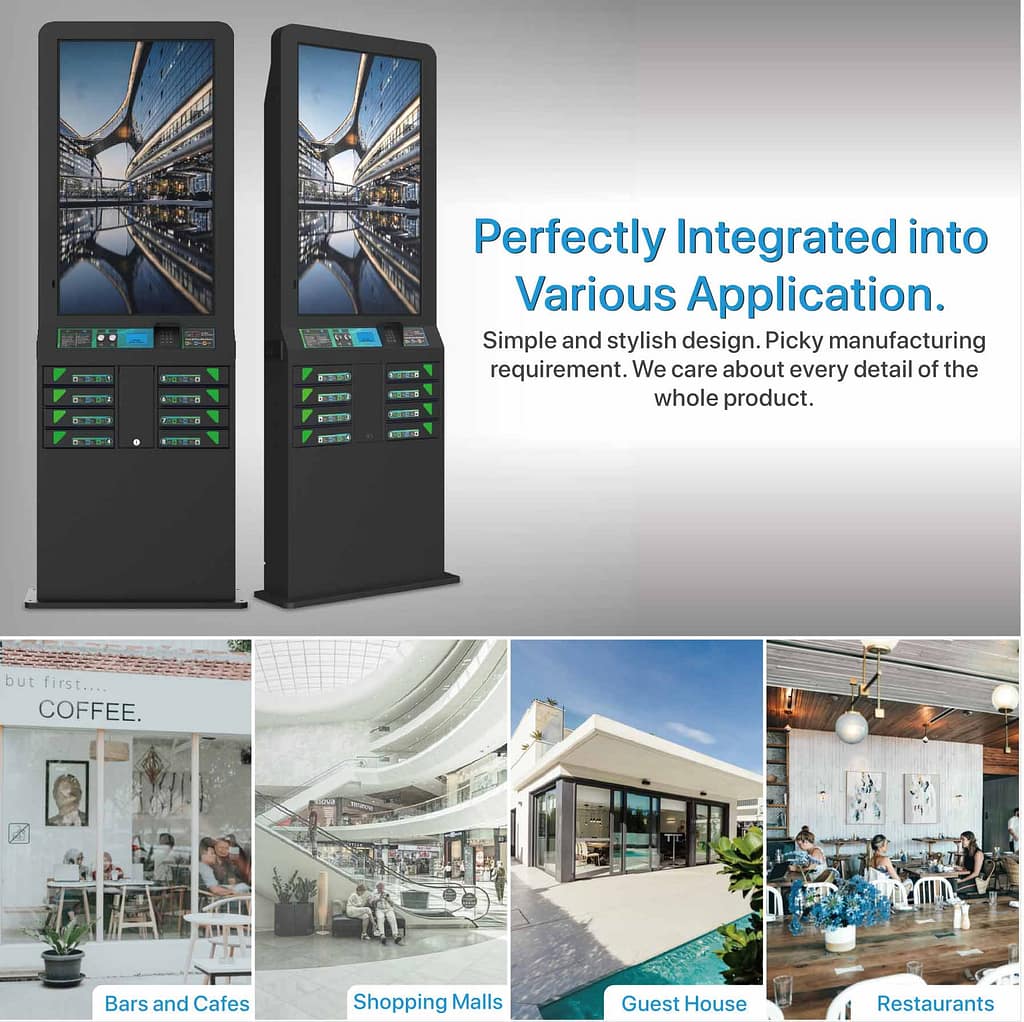 Perfectly Integrated into
Various Application.
Simple and stylish design. Picky manufacturing
requirement. We care about every detail of the
whole product.
but first....
COFFEE.
Bars and Cafes
Shopping Malls
Guest House
Restaurants